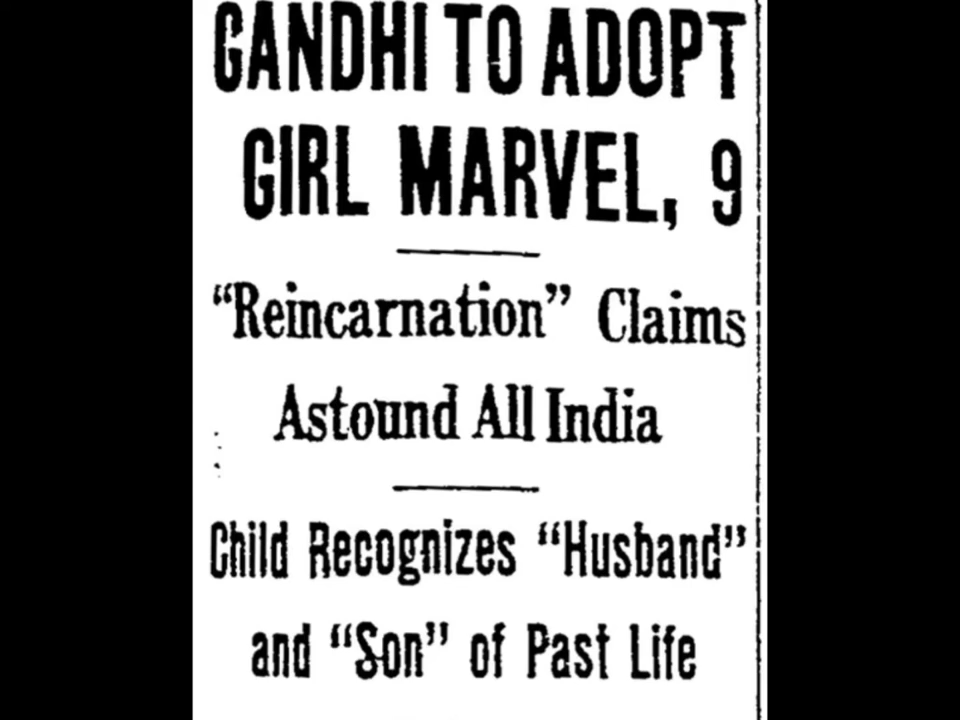 GANDHI TO ADOPT
GIRL MARVEL, 9
"Reincarnation" Claims
Astound All India
Child Recognizes "Husband"
and "Son" of Past Life